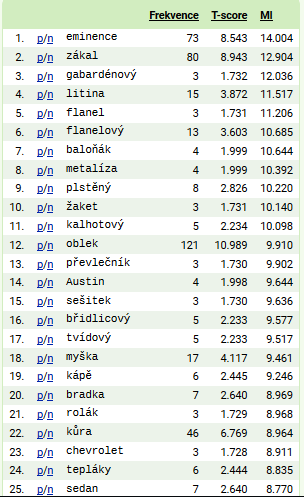 Frekvence T-score MI
1. p/n eminence 73 8.543 14.004
2. p/n zákal 80 8.943 12.904
3. p/n gabardénový 3 1.732 12.036
4. p/n litina 15 3.872 11.517
5. p/n flanel 3 1.731 11.206
6. p/n flanelový 13 3.603 10.685
7. p/n baloňák 4 1.999 10.644
8. p/n metalíza 4 1.999 10.392
9. p/n plstěný 8 2.826 10.220
10. p/n žaket 3 1.731 10.140
11. p/n kalhotový 5 2.234 10.098
12. p/n oblek 121 10.989 9.910
13. p/n převlečník 3 1.730 9.902
14. p/n Austin 4 1.998 9.644
15. p/n sešitek 3 1.730 9.636
16. p/n břidlicový 5 2.233 9.577
17. p/n tvídový 5 2.233 9.517
18. p/n myška 17 4.117 9.461
19. p/n kápě 6 2.445 9.246
20. p/n bradka 7 2.640 8.969
21. p/n rolák 3 1.729 8.968
22. p/n kůra 46 6.769 8.964
23. p/n chevrolet 3 1.728 8.911
24. p/n tepláky 6 2.444 8.835
25. p/n sedan 7 2.640 8.770